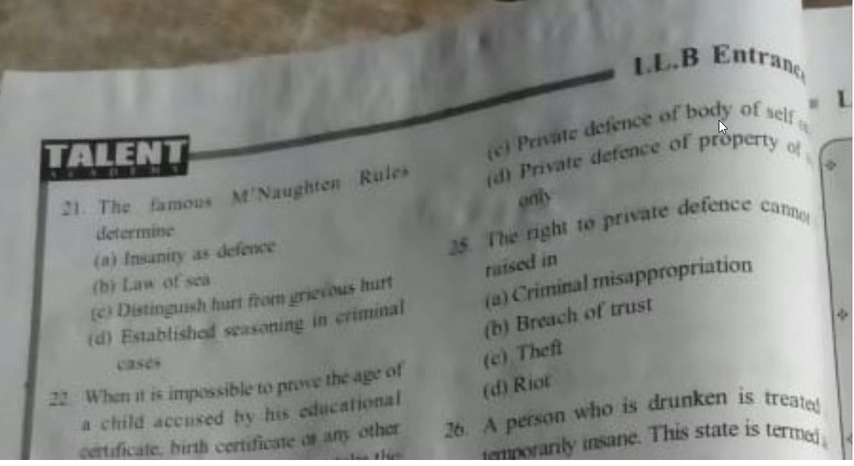 L.L.B Entranc
TALENT
21. The famous M'Naughten Rules
determine
(a) Insanity as defence
(b) Law of sea
(c) Distinguish hurt from grievous hurt
(d) Established seasoning in criminal
cases
22. When it is impossible to prove the age of
a child accused by his educational
certificate, birth certificate or any other
the
(c) Private defence of body of self
(d) Private defence of property of
only
25. The right to private defence cannot
raised in
(a) Criminal misappropriation
(b) Breach of trust
(c) Theft
(d) Riot
26. A person who is drunken is treated
temporarily insane. This state is termed
L